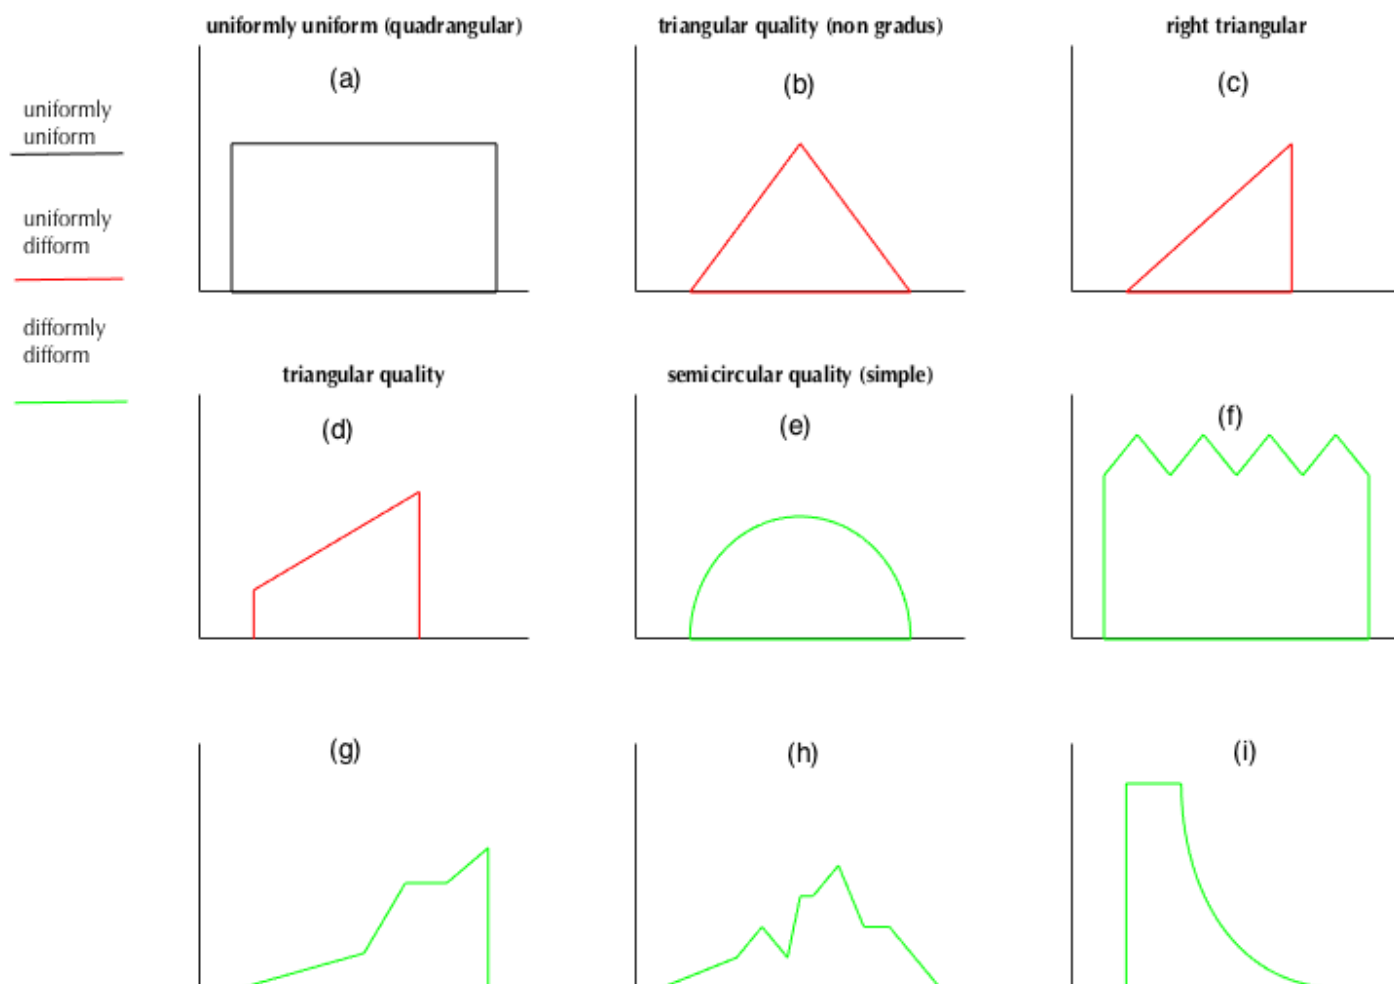 uniformly uniform (quadrangular)
triangular quality (non gradus)
right triangular
(a)
(b)
(c)
uniformly
uniform
uniformly
difform
difformly
difform
triangular quality
semicircular quality (simple)
(d)
(e)
(f)
(g)
(h)
(i)